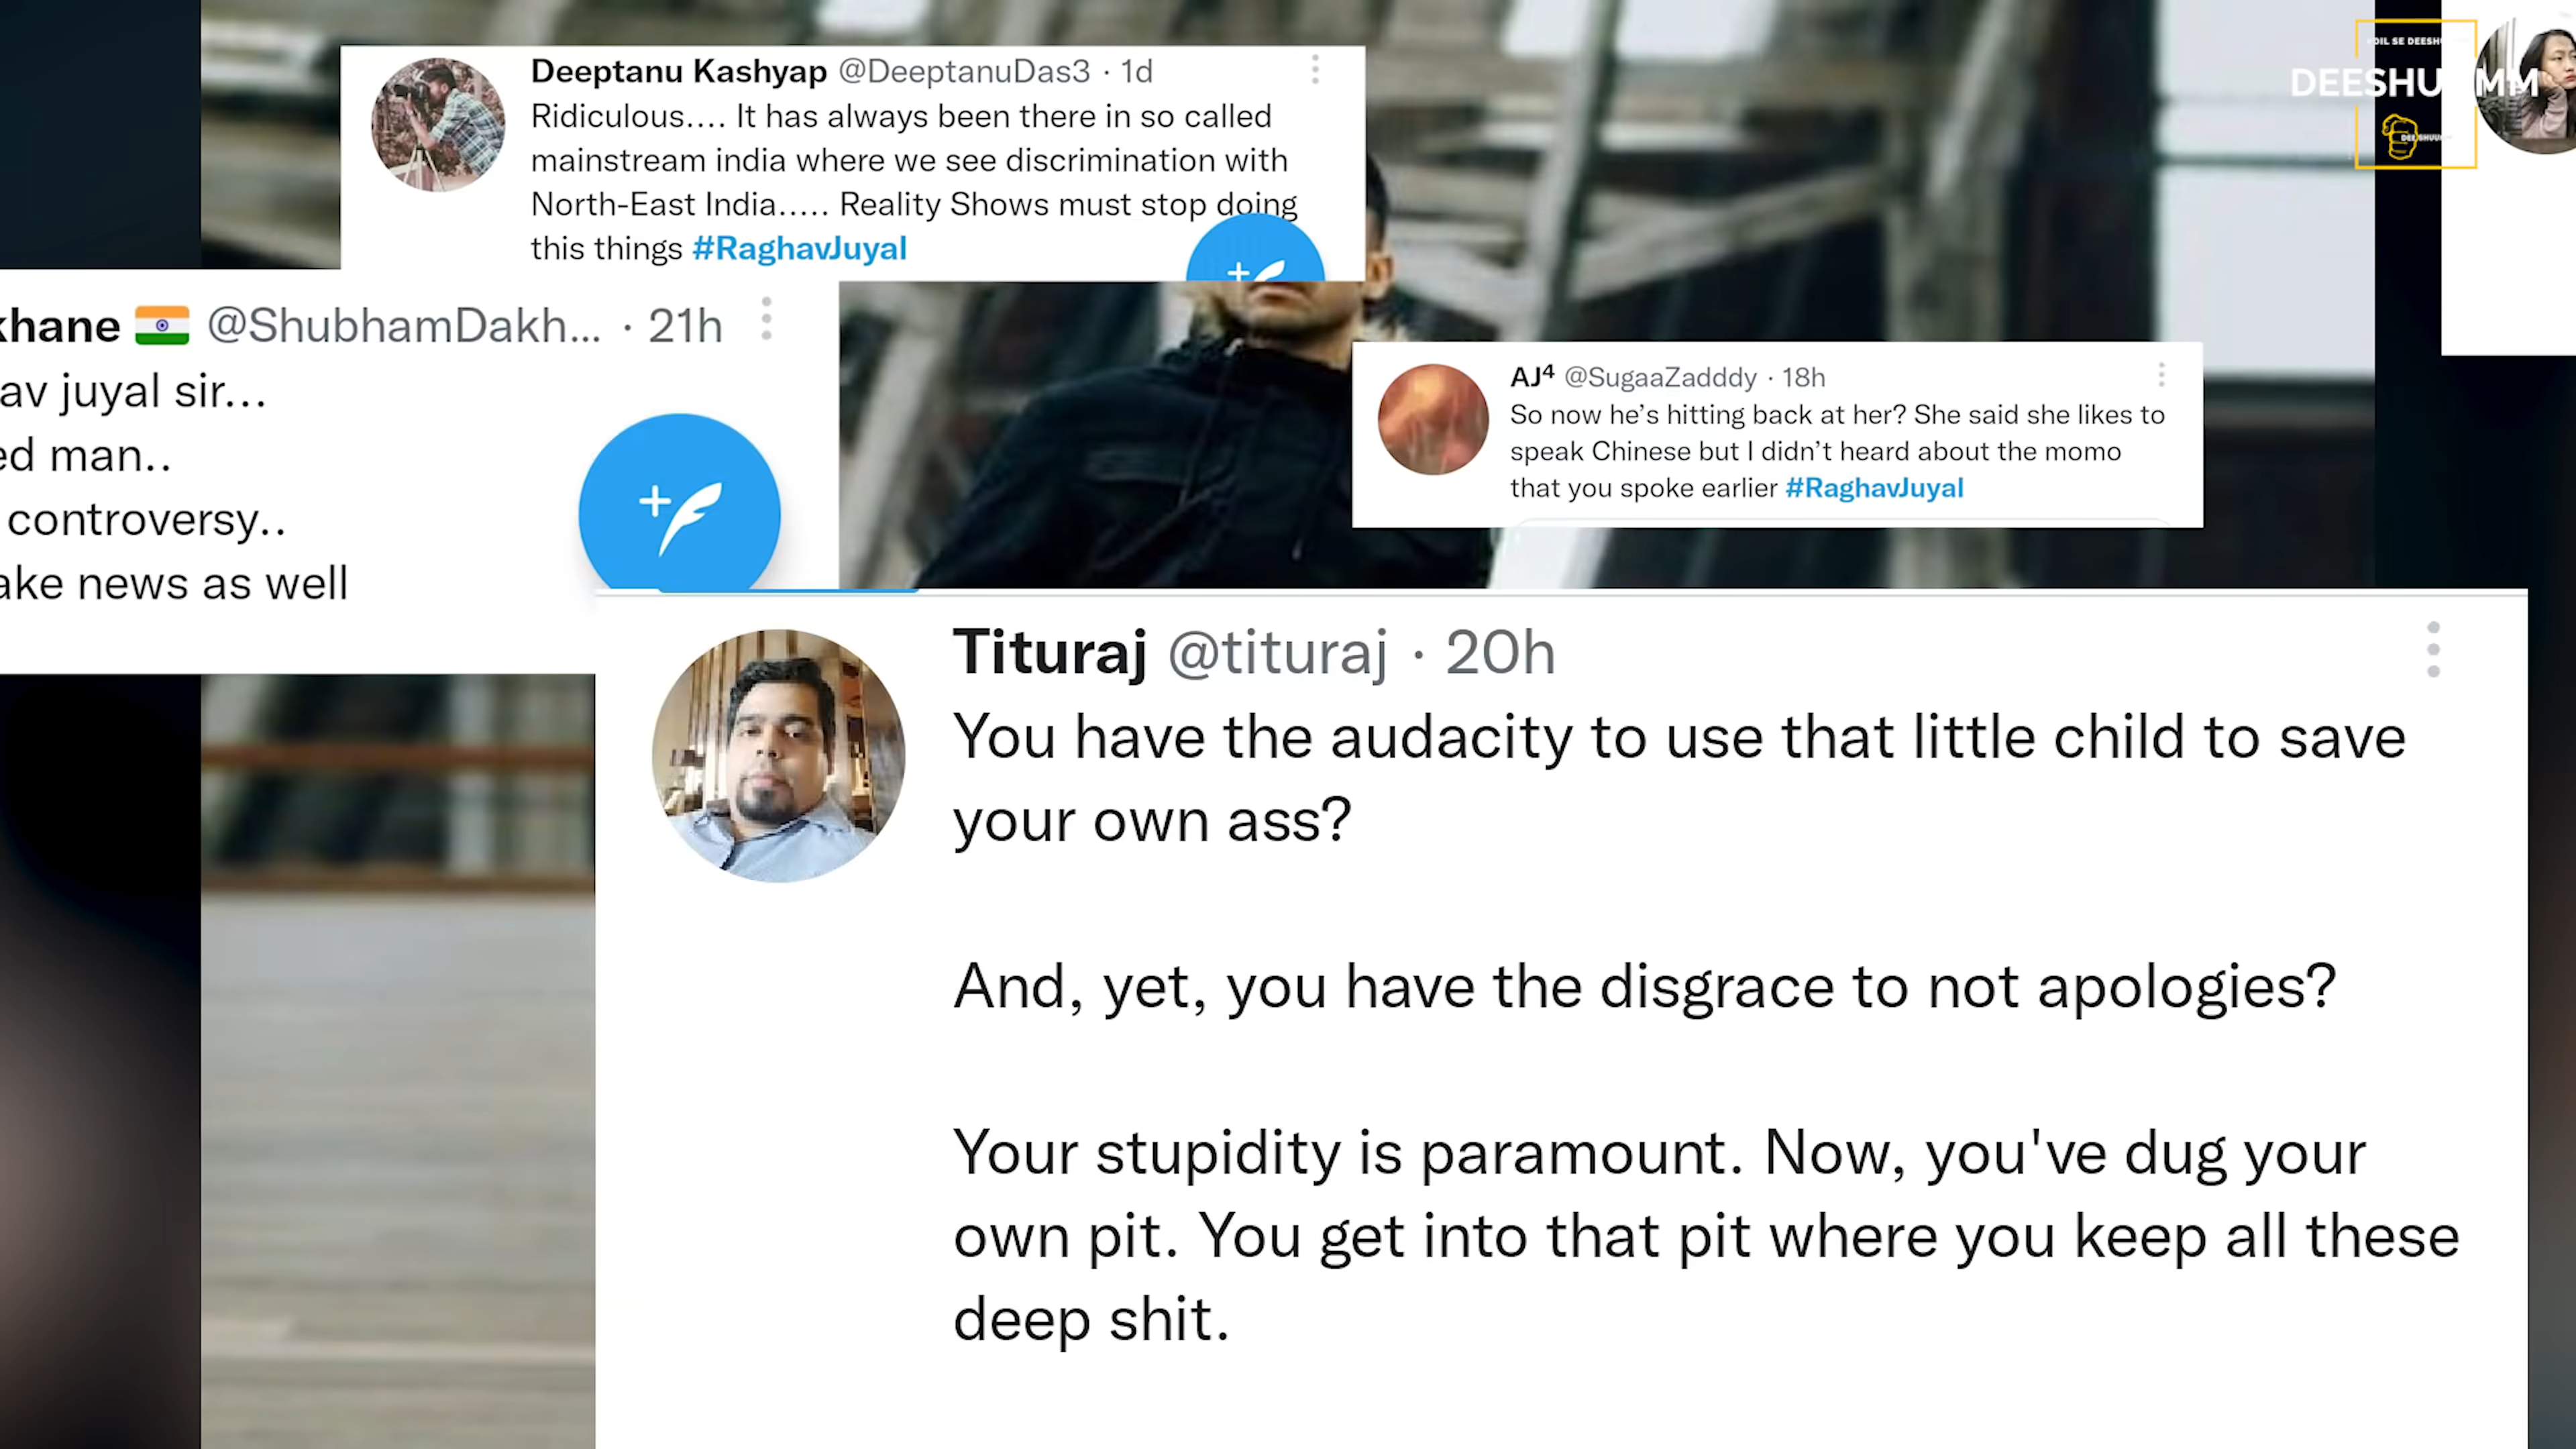 Deeptanu Kashyap @DeeptanuDas3 · 1d
Ridiculous.... It has always been there in so called
mainstream india where we see discrimination with
North-East India..... Reality Shows must stop doing
this things #RaghavJuyal
khane 🇮🇳 @ShubhamDakh... · 21h
av juyal sir...
ed man..
controversy..
ake news as well
AJ⁴ @SugaaZadddy · 18h
So now he's hitting back at her? She said she likes to
speak Chinese but I didn't heard about the momo
that you spoke earlier #RaghavJuyal
Tituraj @tituraj · 20h
You have the audacity to use that little child to save
your own ass?
And, yet, you have the disgrace to not apologies?
Your stupidity is paramount. Now, you've dug your
own pit. You get into that pit where you keep all these
deep shit.
DIL SE DEESH
DEESHU MM